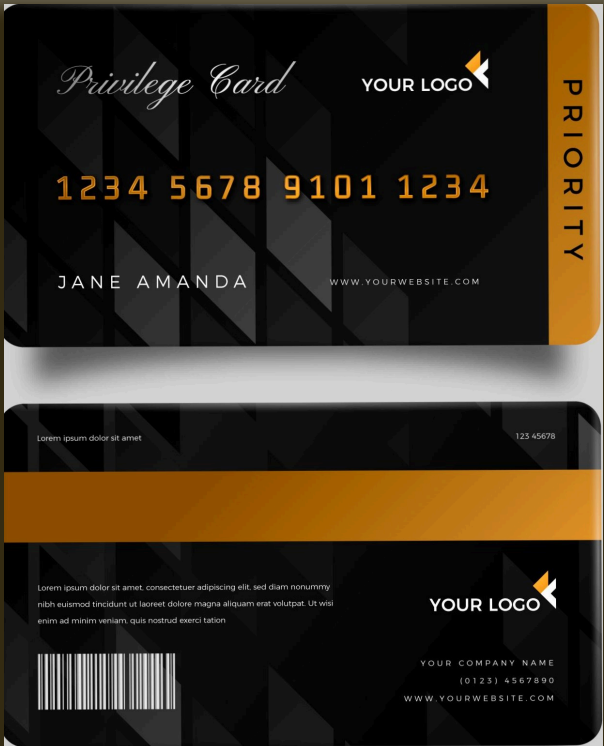 Privilege Card
YOUR LOGO
PRIORITY
1234 5678 9101 1234
JANE AMANDA
WWW.YOURWEBSITE.COM
Lorem ipsum dolor sit amet
123 45678
Lorem ipsum dolor sit amet, consectetuer adipiscing elit, sed diam nonummy
nibh euismod tincidunt ut laoreet dolore magna aliquam erat volutpat. Ut wisi
enim ad minim veniam, quis nostrud exerci tation
YOUR LOGO
YOUR COMPANY NAME
(0123) 4567890
WWW.YOURWEBSITE.COM